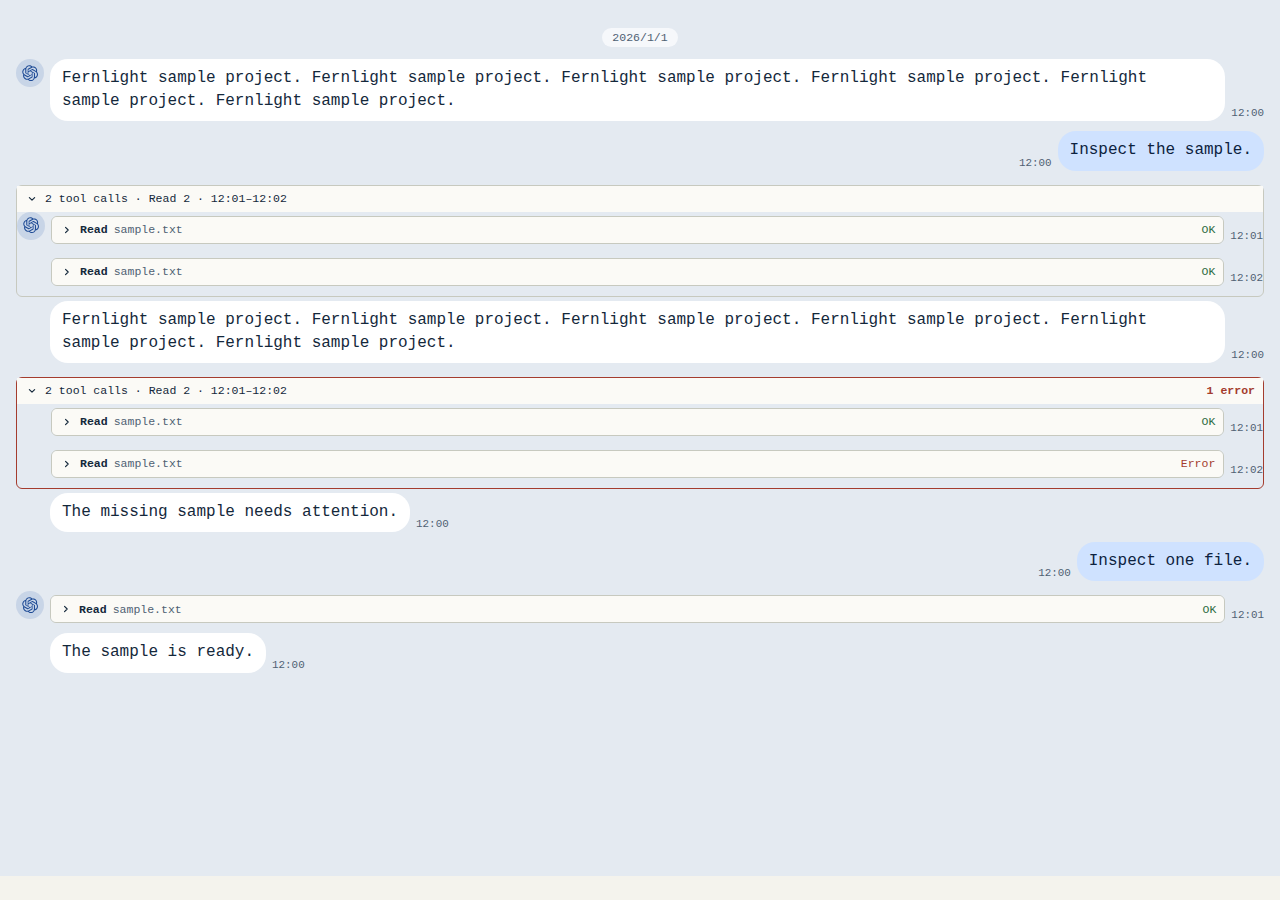 2026/1/1
Fernlight sample project. Fernlight sample project. Fernlight sample project. Fernlight sample project. Fernlight
sample project. Fernlight sample project.
12:00
Inspect the sample.
12:00
2 tool calls · Read 2 · 12:01–12:02
Read sample.txt OK 12:01
Read sample.txt OK 12:02
Fernlight sample project. Fernlight sample project. Fernlight sample project. Fernlight sample project. Fernlight
sample project. Fernlight sample project.
12:00
2 tool calls · Read 2 · 12:01–12:02 1 error
Read sample.txt OK 12:01
Read sample.txt Error 12:02
The missing sample needs attention.
12:00
Inspect one file.
12:00
Read sample.txt OK 12:01
The sample is ready.
12:00